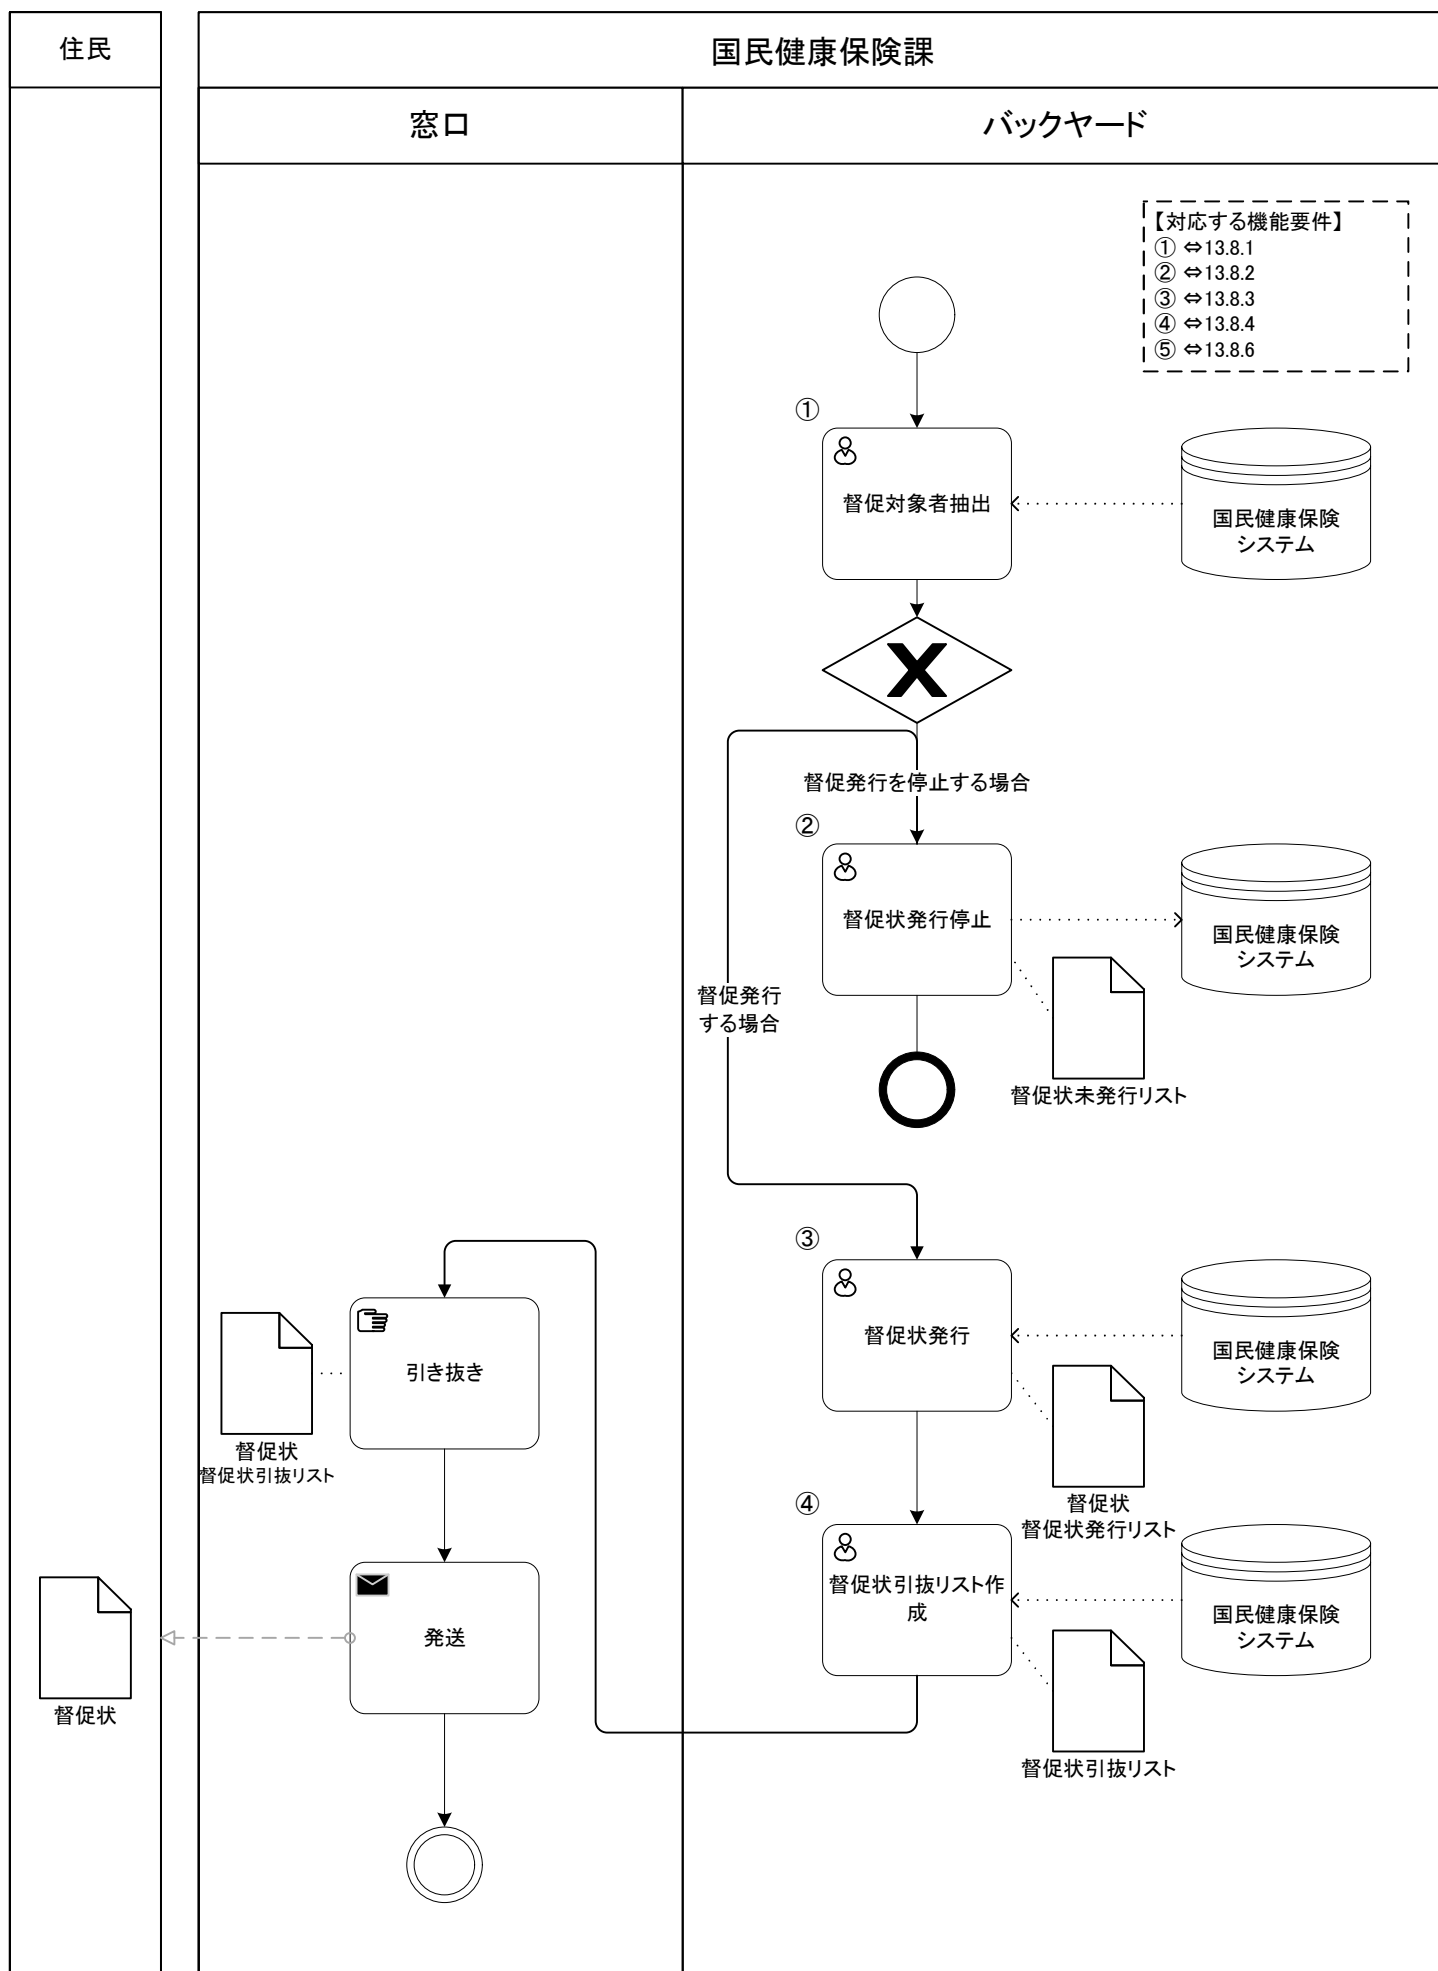 住民
国民健康保険課
窓口
バックヤード
【対応する機能要件】
① ⇔13.8.1
② ⇔13.8.2
③ ⇔13.8.3
④ ⇔13.8.4
⑤ ⇔13.8.6
①
督促対象者抽出
国民健康保険
システム
督促発行を停止する場合
②
督促状発行停止
国民健康保険
システム
督促状未発行リスト
督促発行
する場合
③
督促状発行
国民健康保険
システム
督促状
督促状発行リスト
④
督促状引抜リスト作
成
国民健康保険
システム
督促状引抜リスト
引き抜き
督促状
督促状引抜リスト
発送
督促状